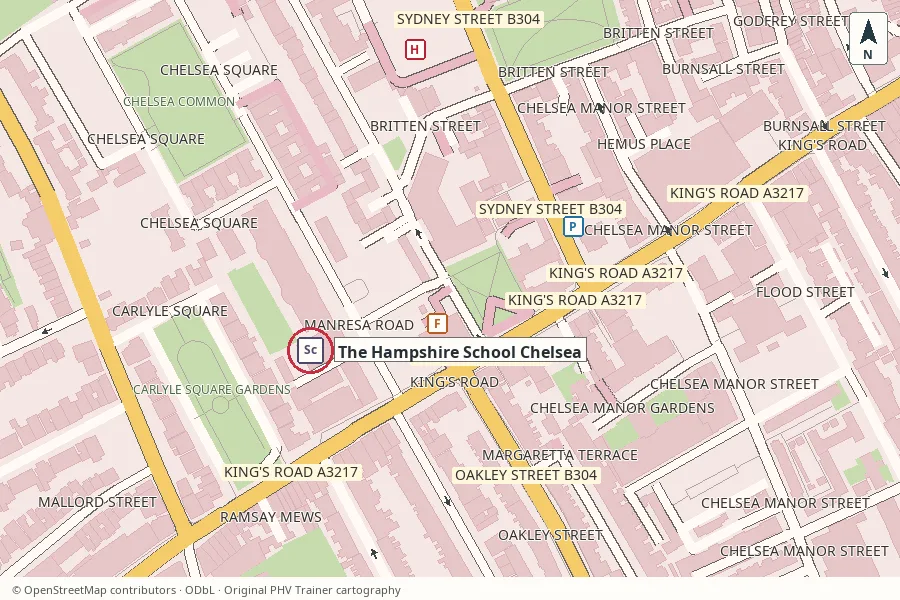 SYDNEY STREET B304
GODFREY STREET
BRITTEN STREET
H
N
CHELSEA SQUARE
BRITTEN STREET
BURNSALL STREET
CHELSEA COMMON
CHELSEA MANOR STREET
BRITTEN STREET
BURNSALL STREET
CHELSEA SQUARE
HEMUS PLACE
KING'S ROAD
KING'S ROAD A3217
SYDNEY STREET B304
CHELSEA SQUARE
P
CHELSEA MANOR STREET
KING'S ROAD A3217
FLOOD STREET
KING'S ROAD A3217
CARLYLE SQUARE
MANRESA ROAD
F
Sc
The Hampshire School Chelsea
KING'S ROAD
CHELSEA MANOR STREET
CARLYLE SQUARE GARDENS
CHELSEA MANOR GARDENS
MARGARETTA TERRACE
KING'S ROAD A3217
OAKLEY STREET B304
MALLORD STREET
CHELSEA MANOR STREET
RAMSAY MEWS
OAKLEY STREET
CHELSEA MANOR STREET
© OpenStreetMap contributors · ODbL · Original PHV Trainer cartography